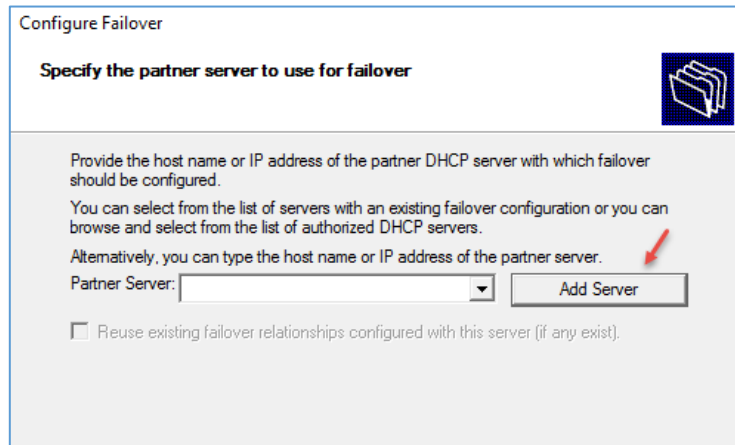 Configure Failover
Specify the partner server to use for failover
Provide the host name or IP address of the partner DHCP server with which failover
should be configured.
You can select from the list of servers with an existing failover configuration or you can
browse and select from the list of authorized DHCP servers.
Alternatively, you can type the host name or IP address of the partner server.
Partner Server:
Add Server
Reuse existing failover relationships configured with this server (if any exist).